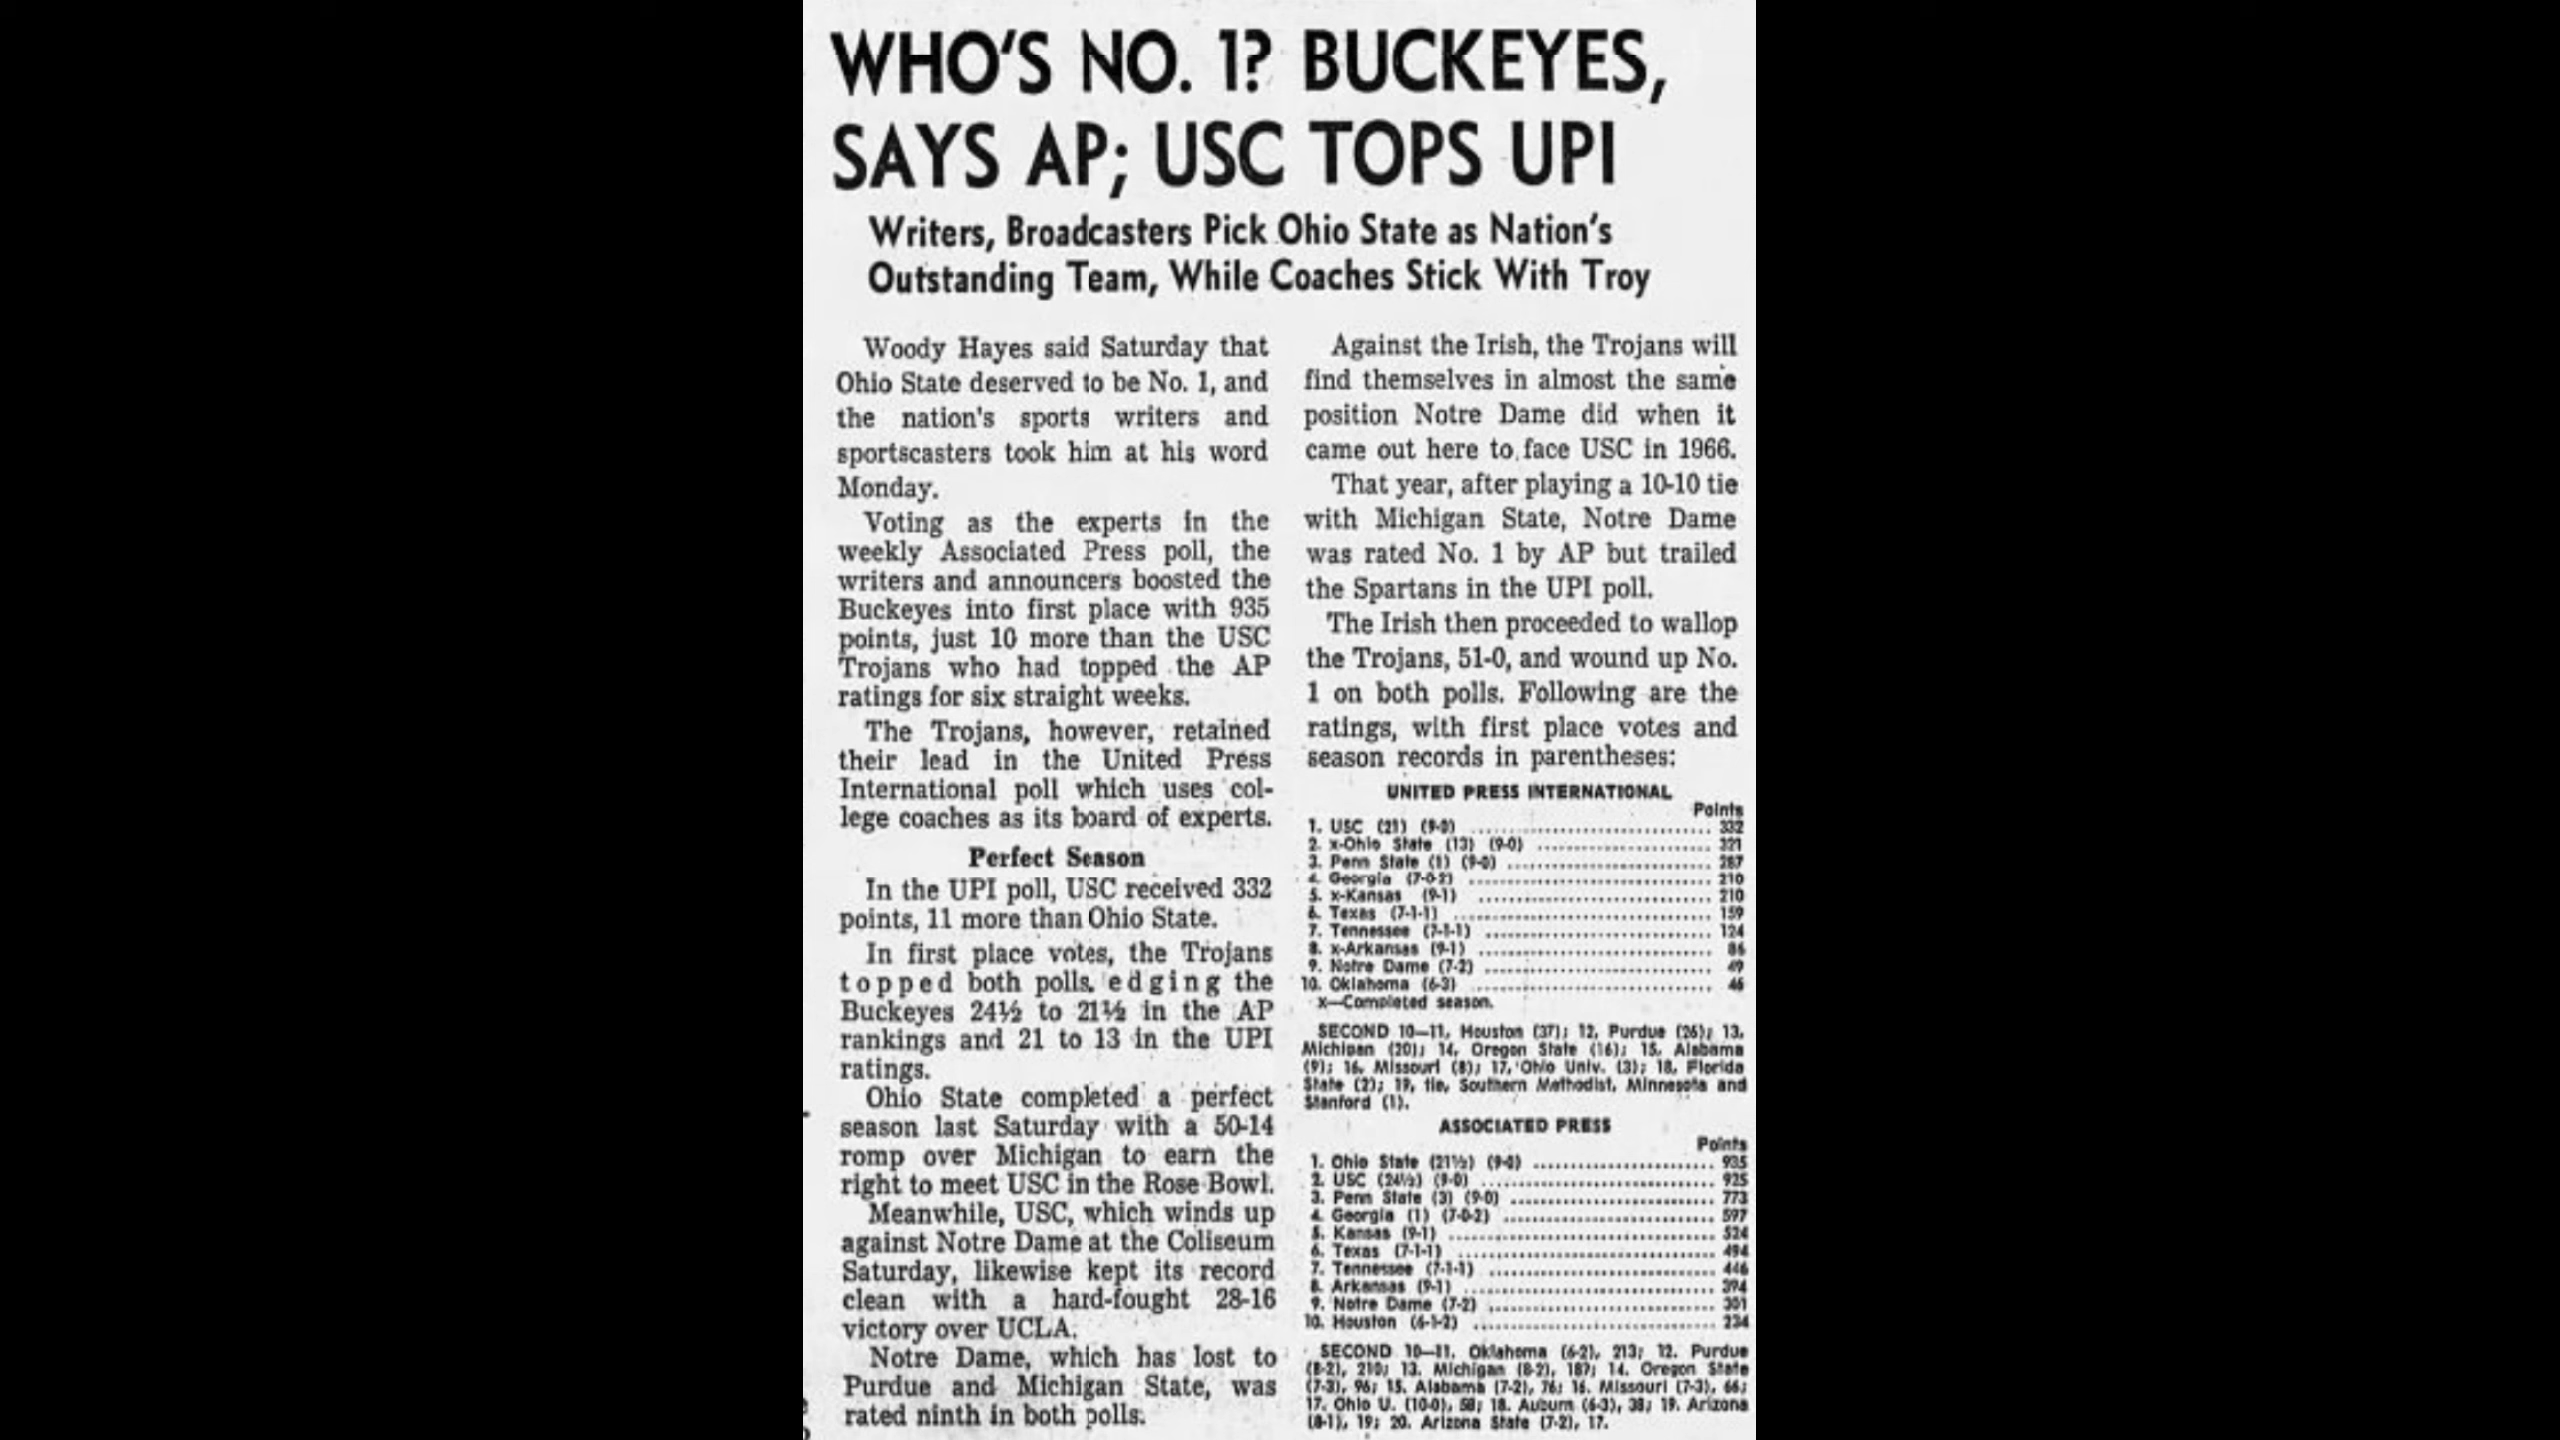 WHO'S NO. 1? BUCKEYES,
SAYS AP; USC TOPS UPI
Writers, Broadcasters Pick Ohio State as Nation's
Outstanding Team, While Coaches Stick With Troy
Woody Hayes said Saturday that
Ohio State deserved to be No. 1, and
the nation's sports writers and
sportscasters took him at his word
Monday.
Voting as the experts in the
weekly Associated Press poll, the
writers and announcers boosted the
Buckeyes into first place with 935
points, just 10 more than the USC
Trojans who had topped the AP
ratings for six straight weeks.
The Trojans, however, retained
their lead in the United Press
International poll which uses col-
lege coaches as its board of experts.
Perfect Season
In the UPI poll, USC received 332
points, 11 more than Ohio State.
In first place votes, the Trojans
topped both polls, edging the
Buckeyes 24½ to 21½ in the AP
rankings and 21 to 13 in the UPI
ratings.
Ohio State completed a perfect
season last Saturday with a 50-14
romp over Michigan to earn the
right to meet USC in the Rose Bowl.
Meanwhile, USC, which winds up
against Notre Dame at the Coliseum
Saturday, likewise kept its record
clean with a hard-fought 28-16
victory over UCLA.
Notre Dame, which has lost to
Purdue and Michigan State, was
rated ninth in both polls.
Against the Irish, the Trojans will
find themselves in almost the same
position Notre Dame did when it
came out here to face USC in 1966.
That year, after playing a 10-10 tie
with Michigan State, Notre Dame
was rated No. 1 by AP but trailed
the Spartans in the UPI poll.
The Irish then proceeded to wallop
the Trojans, 51-0, and wound up No.
1 on both polls. Following are the
ratings, with first place votes and
season records in parentheses:
UNITED PRESS INTERNATIONAL
Points
1. USC (21) (9-0) 332
2. x-Ohio State (13) (9-0) 321
3. Penn State (1) (9-0) 287
4. Georgia (7-0-2) 210
5. x-Kansas (9-1) 210
6. Texas (7-1-1) 159
7. Tennessee (7-1-1) 124
8. x-Arkansas (9-1) 86
9. Notre Dame (7-2) 49
10. Oklahoma (6-3) 46
x—Completed season.
SECOND 10—11, Houston (37); 12, Purdue (26); 13,
Michigan (20); 14, Oregon State (16); 15, Alabama
(9); 16, Missouri (8); 17, Ohio Univ. (3); 18, Florida
State (2); 19, tie, Southern Methodist, Minnesota and
Stanford (1).
ASSOCIATED PRESS
Points
1. Ohio State (21½) (9-0) 935
2. USC (24½) (9-0) 925
3. Penn State (3) (9-0) 773
4. Georgia (1) (7-0-2) 597
5. Kansas (9-1) 524
6. Texas (7-1-1) 494
7. Tennessee (7-1-1) 446
8. Arkansas (9-1) 394
9. Notre Dame (7-2) 301
10. Houston (6-1-2) 234
SECOND 10—11. Oklahoma (6-2), 213; 12. Purdue
(8-2), 210; 13. Michigan (8-2), 187; 14. Oregon State
(7-3), 96; 15. Alabama (7-2), 76; 16. Missouri (7-3), 66;
17. Ohio U. (10-0), 58; 18. Auburn (6-3), 38; 19. Arizona
(8-1), 19; 20. Arizona State (7-2), 17.